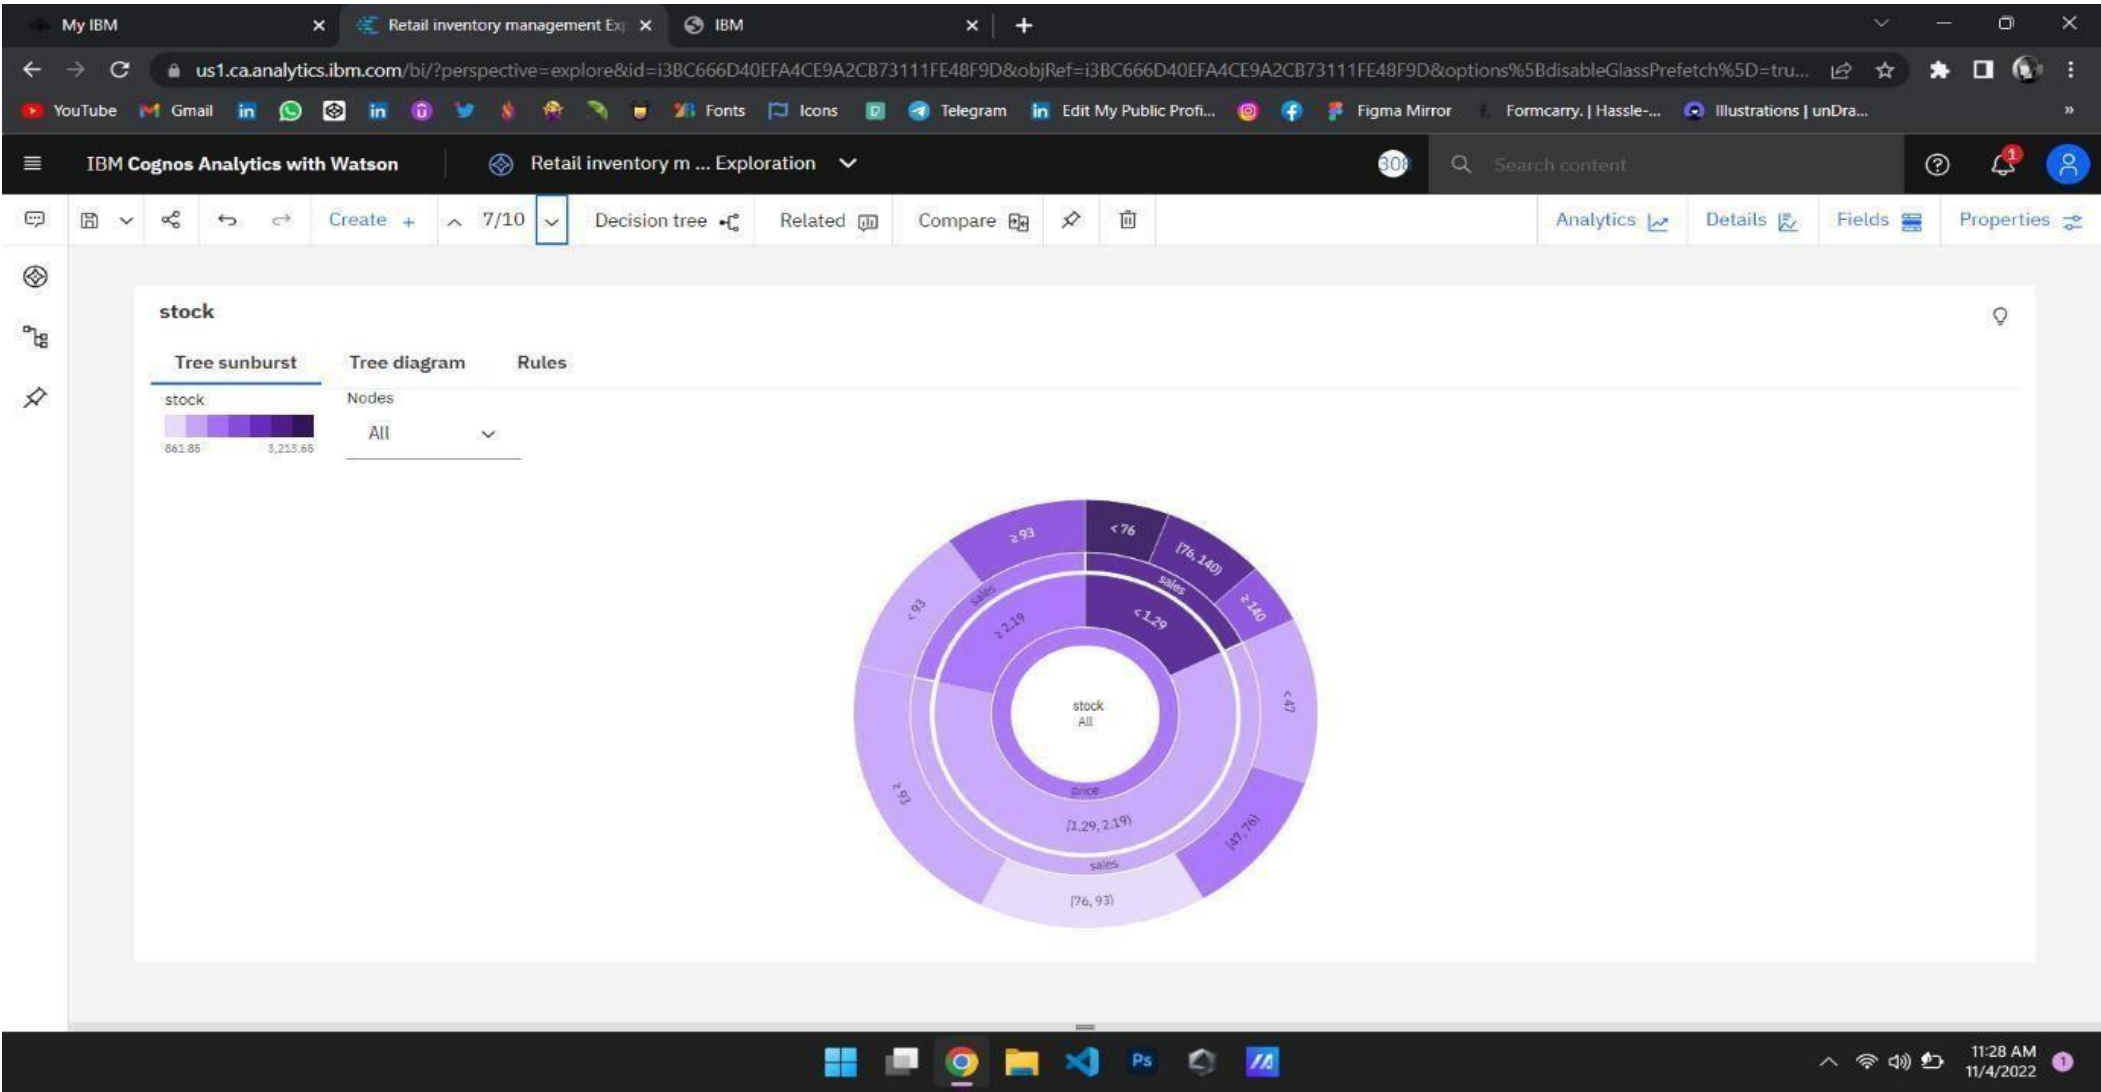 My IBM
Retail inventory management Ex
IBM
us1.ca.analytics.ibm.com/bi/?perspective=explore&id=i3BC666D40EFA4CE9A2CB73111FE48F9D&objRef=i3BC666D40EFA4CE9A2CB73111FE48F9D&options%5BdisableGlassPrefetch%5D=tru...
YouTube Gmail Fonts Icons Telegram Edit My Public Profi... Figma Mirror Formcarry. | Hassle-... Illustrations | unDra... »
IBM Cognos Analytics with Watson
Retail inventory m ... Exploration
308
Search content
1
Create +
7/10
Decision tree
Related
Compare
Analytics
Details
Fields
Properties
stock
Tree sunburst
Tree diagram
Rules
stock
861.85 3,213.65
Nodes
All
≥ 93
< 76
[76, 140)
≥ 140
< 93
sales
sales
≥ 2.19
< 1.29
< 47
stock
All
≥ 93
price
[1.29, 2.19)
[47, 76)
sales
[76, 93)
Ps
11:28 AM
11/4/2022
1